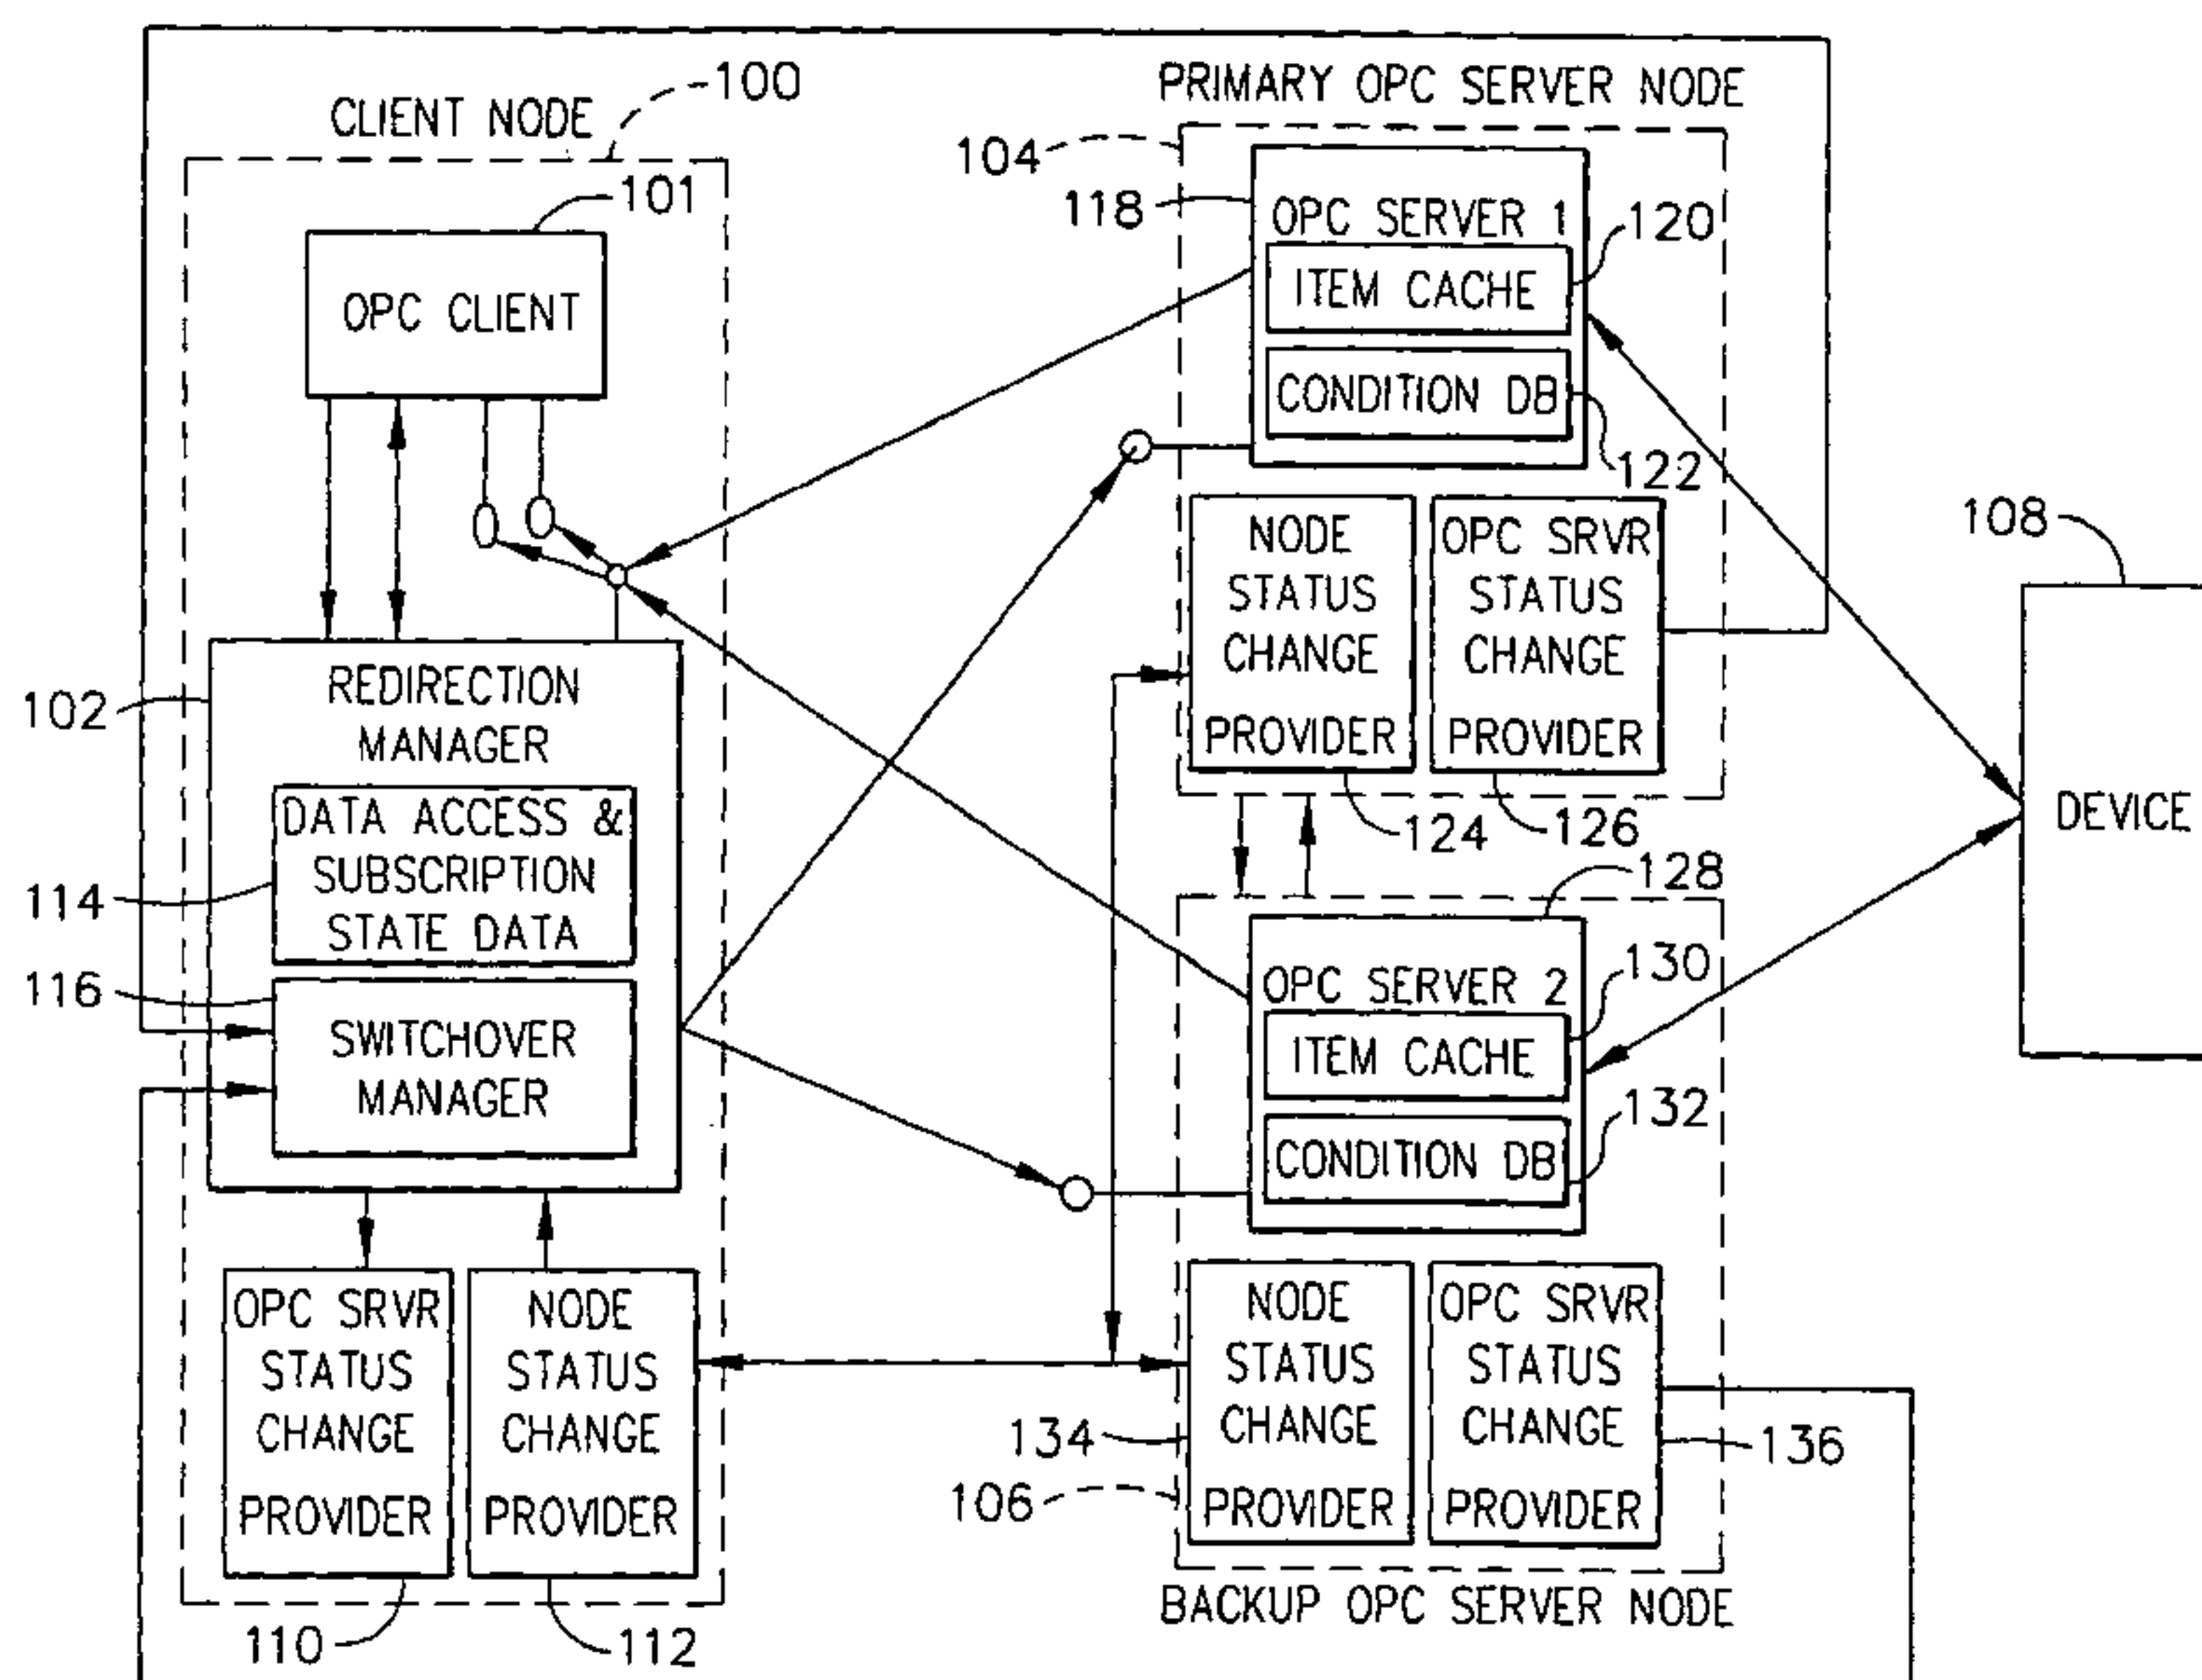 100
CLIENT NODE
101
OPC CLIENT
102
REDIRECTION
MANAGER
DATA ACCESS &
SUBSCRIPTION
STATE DATA
114
116
SWITCHOVER
MANAGER
OPC SRVR
STATUS
CHANGE
PROVIDER
NODE
STATUS
CHANGE
PROVIDER
110
112
PRIMARY OPC SERVER NODE
104
118
OPC SERVER 1
120
ITEM CACHE
CONDITION DB
122
NODE
STATUS
CHANGE
PROVIDER
OPC SRVR
STATUS
CHANGE
PROVIDER
124
126
108
DEVICE
128
OPC SERVER 2
130
ITEM CACHE
132
CONDITION DB
NODE
STATUS
CHANGE
PROVIDER
OPC SRVR
STATUS
CHANGE
PROVIDER
134
136
106
BACKUP OPC SERVER NODE